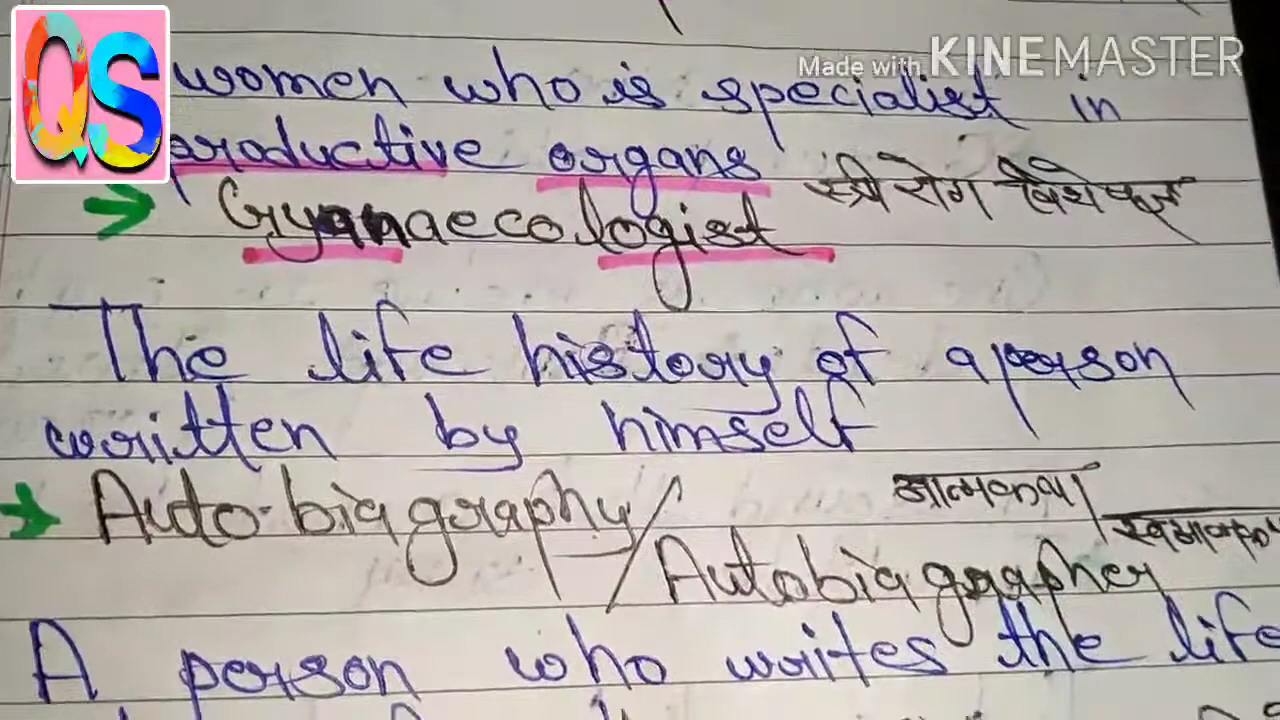 QS
Made with KINEMASTER
women who is specialist in
productive organs
स्त्री रोग
Gynaecologist
The life history of a person
written by himself
Auto-biography/
आत्मकथा
Autobiographer
A person who writes the life